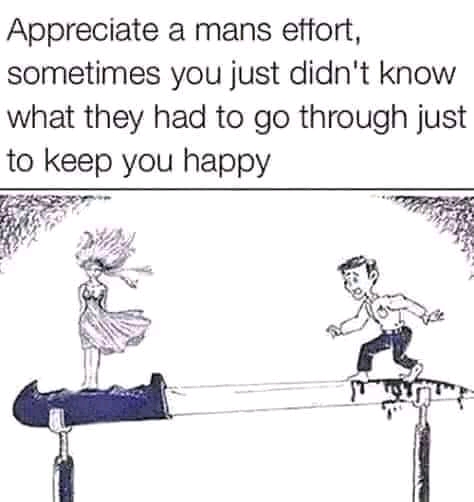 Appreciate a mans effort,
sometimes you just didn't know
what they had to go through just
to keep you happy